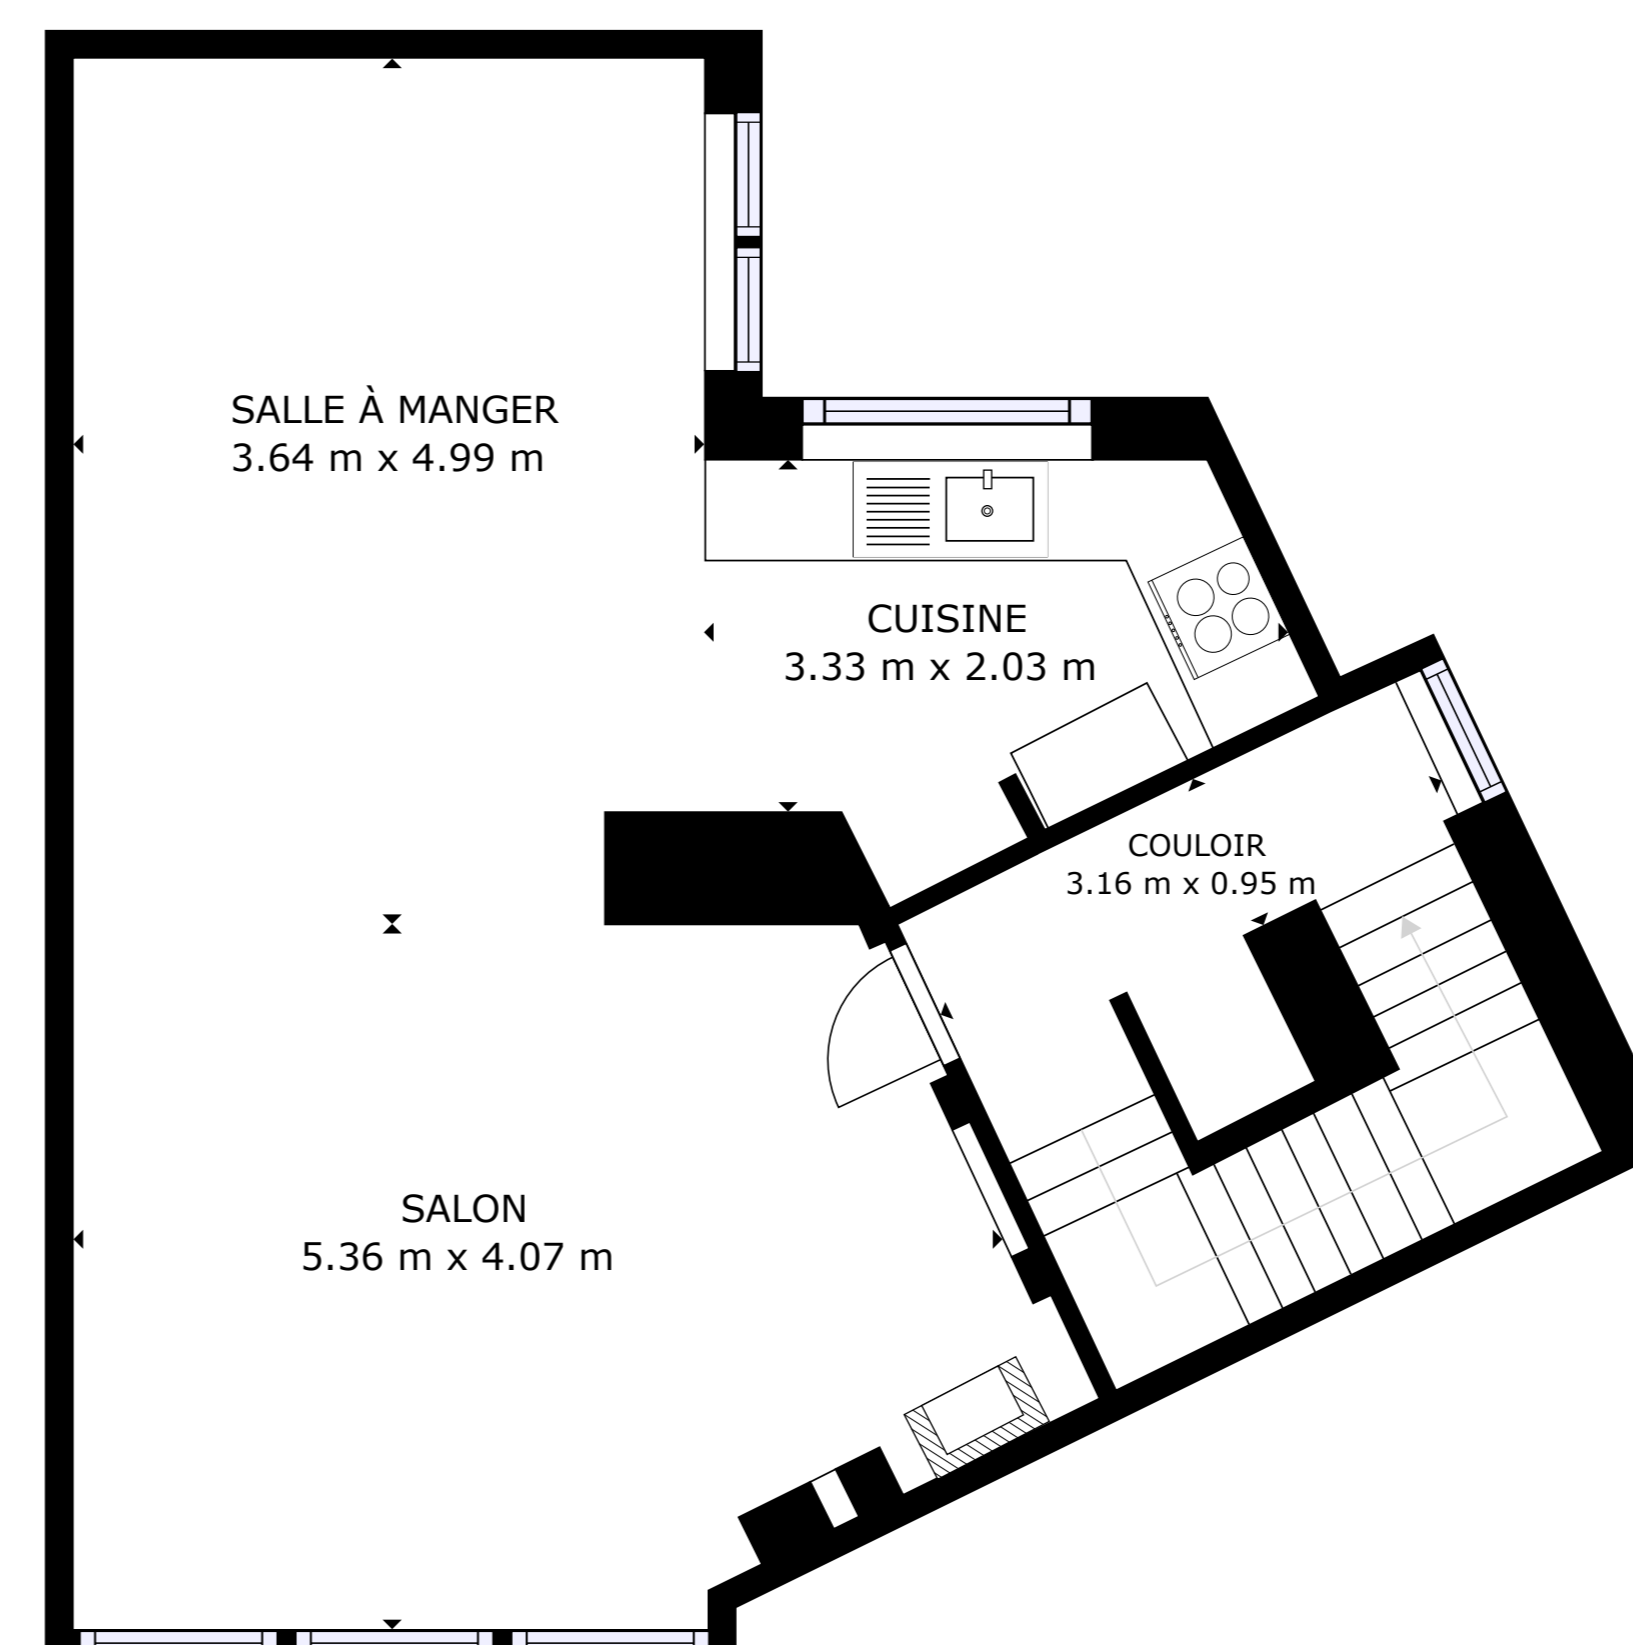 SALLE À MANGER
3.64 m x 4.99 m
CUISINE
3.33 m x 2.03 m
COULOIR
3.16 m x 0.95 m
SALON
5.36 m x 4.07 m